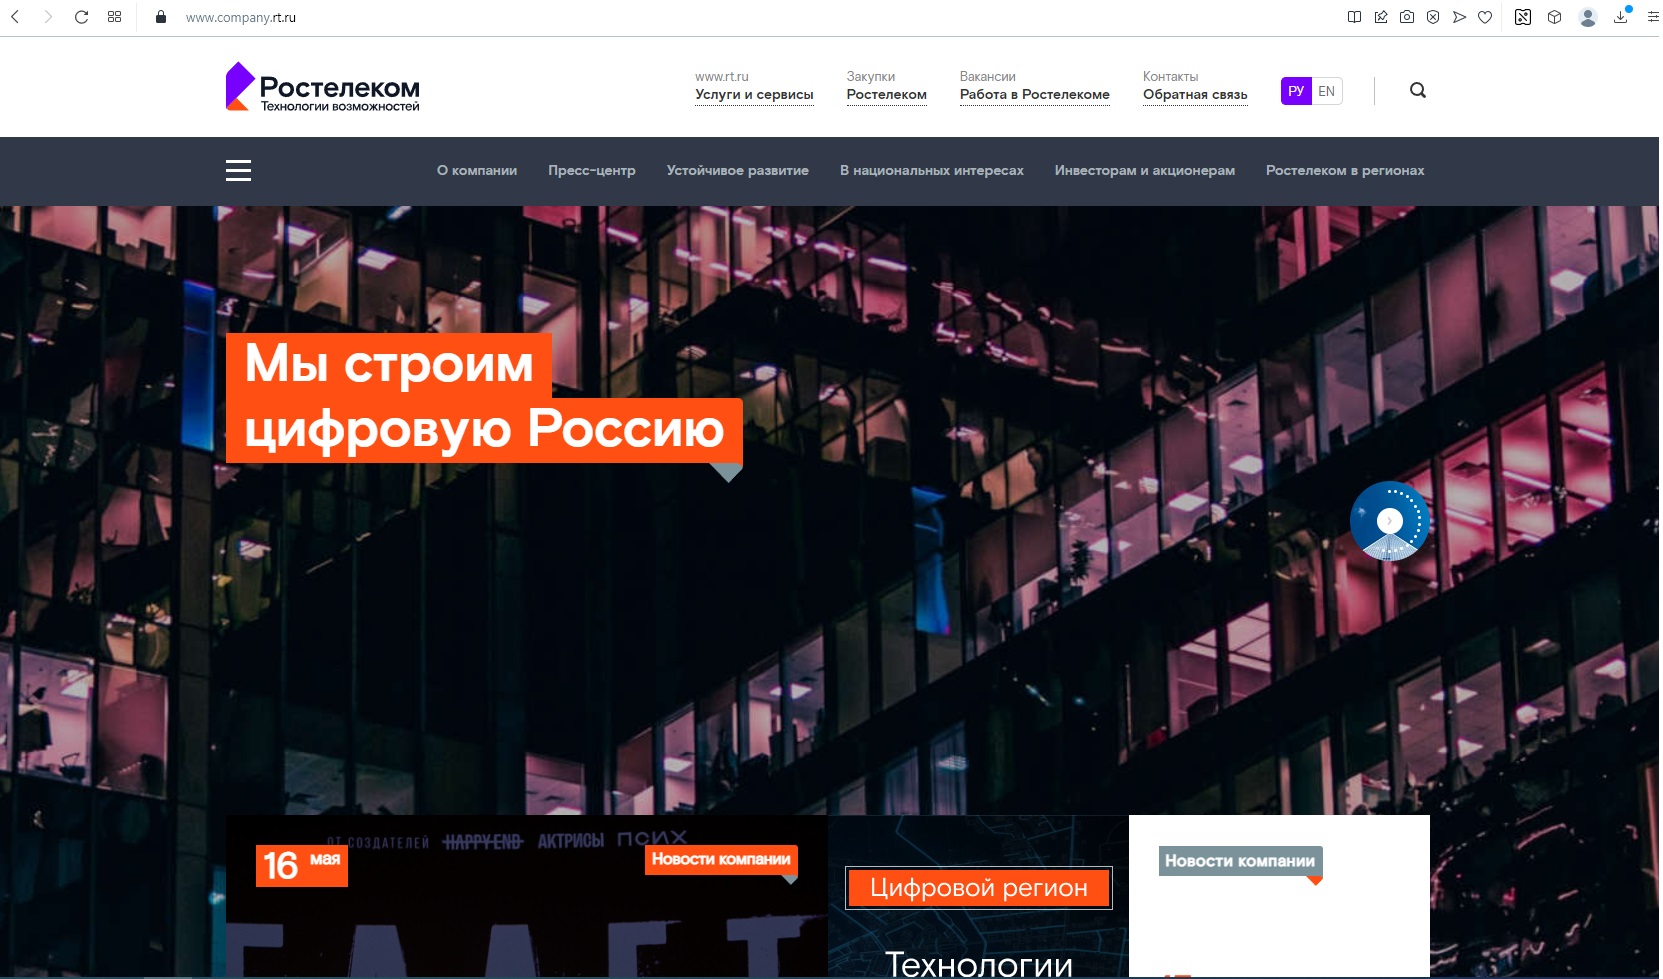 www.company.rt.ru
Ростелеком
Технологии возможностей
www.rt.ru
Услуги и сервисы
Закупки
Ростелеком
Вакансии
Работа в Ростелекоме
Контакты
Обратная связь
РУ EN
О компании Пресс-центр Устойчивое развитие В национальных интересах Инвесторам и акционерам Ростелеком в регионах
Мы строим
цифровую Россию
ОТ СОЗДАТЕЛЕЙ HAPPY END АКТРИСЫ ПСИХ
16 мая
Новости компании
Цифровой регион
Технологии
Новости компании